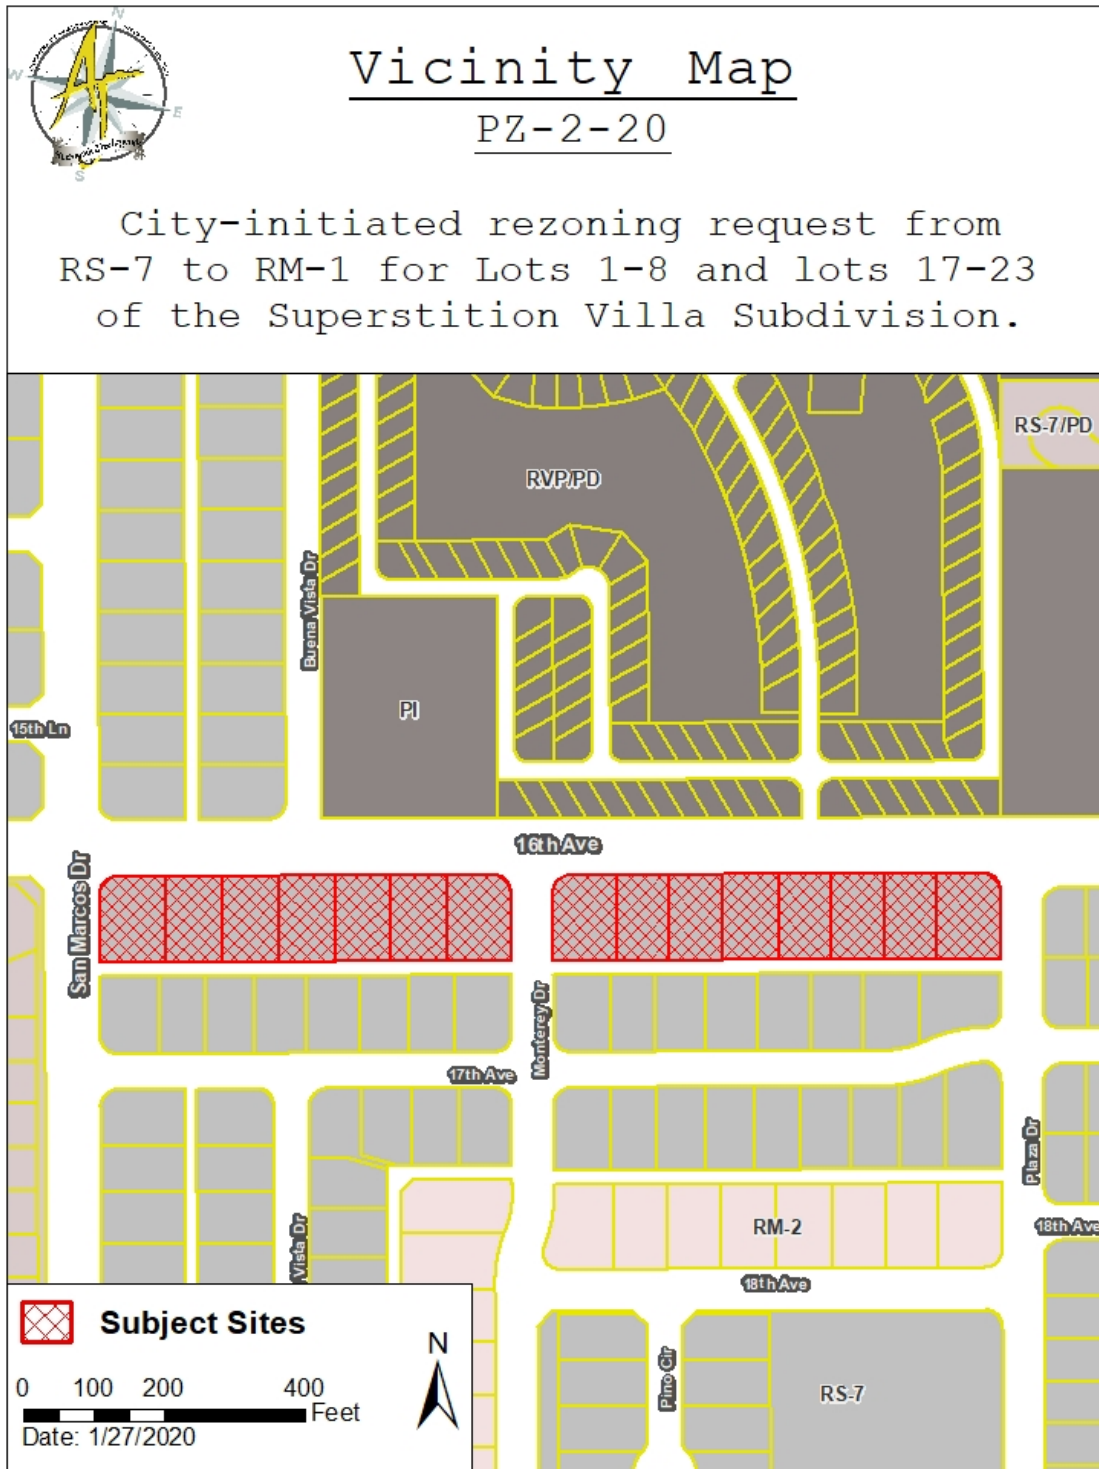 N
W
E
S
Vicinity Map
PZ-2-20
City-initiated rezoning request from
RS-7 to RM-1 for Lots 1-8 and lots 17-23
of the Superstition Villa Subdivision.
RS-7/PD
RVP/PD
Buena Vista Dr
PI
15th Ln
16th Ave
San Marcos Dr
Monterey Dr
17th Ave
Plaza Dr
RM-2
18th Ave
18th Ave
Vista Dr
Pino Cir
RS-7
Subject Sites
N
0 100 200 400
Feet
Date: 1/27/2020